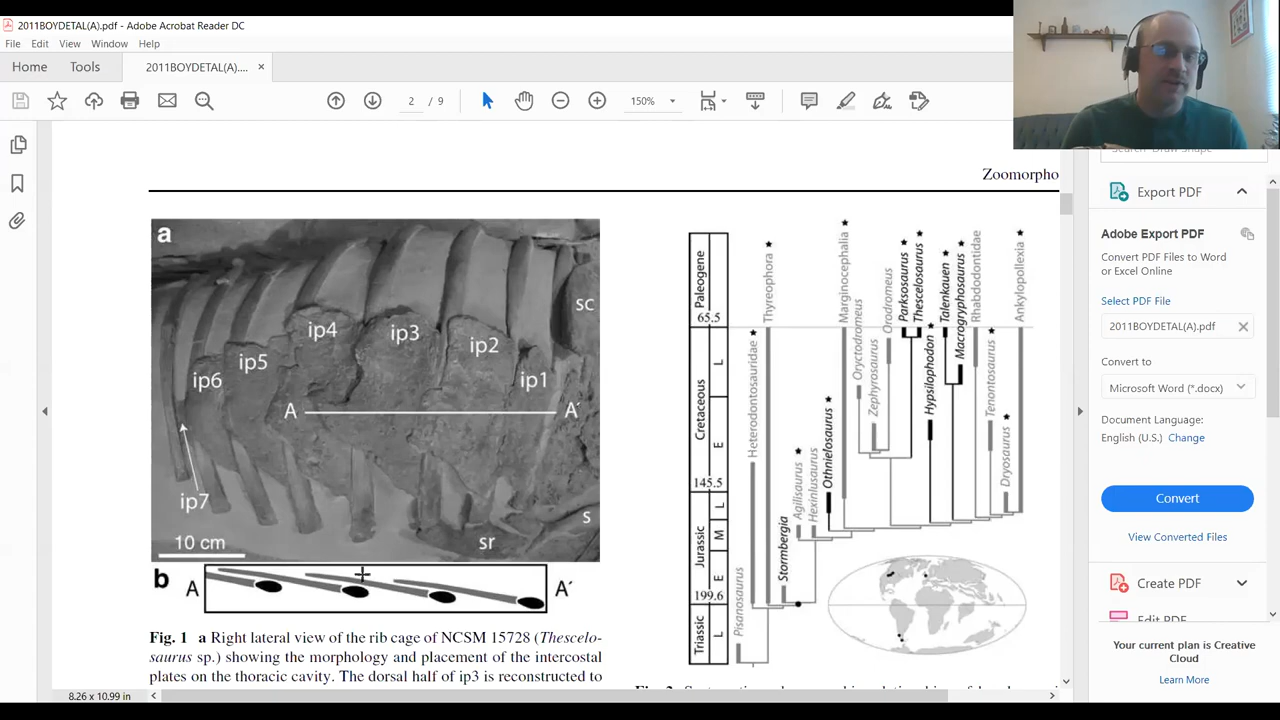 2011BOYDETAL(A).pdf - Adobe Acrobat Reader DC
File Edit View Window Help
Home Tools 2011BOYDETAL(A).... ×
2 / 9 150%
Export PDF
Adobe Export PDF
Convert PDF Files to Word
or Excel Online
Select PDF File
2011BOYDETAL(A).pdf
Convert to
Microsoft Word (*.docx)
Document Language:
English (U.S.) Change
Convert
View Converted Files
Create PDF
Edit PDF
Your current plan is Creative
Cloud
Learn More
Zoomorpho
a
ip4 ip3 ip2 ip1 sc
ip6 ip5
A A´
ip7
10 cm
sr s
b A A´
Fig. 1 a Right lateral view of the rib cage of NCSM 15728 (Thescelo-
saurus sp.) showing the morphology and placement of the intercostal
plates on the thoracic cavity. The dorsal half of ip3 is reconstructed to
Paleogene
65.5
Cretaceous
L
E
145.5
Jurassic
L
M
E
199.6
Triassic
L
Pisanosaurus
Heterodontosauridae
Thyreophora
Stormbergia
Agilisaurus
Hexinlusaurus
Othnielosaurus
Marginocephalia
Oryctodromeus
Zephyrosaurus
Orodromeus
Parksosaurus
Thescelosaurus
Hypsilophodon
Talenkauen
Macrogryphosaurus
Rhabdodontidae
Tenontosaurus
Dryosaurus
Ankylopollexia
8.26 x 10.99 in